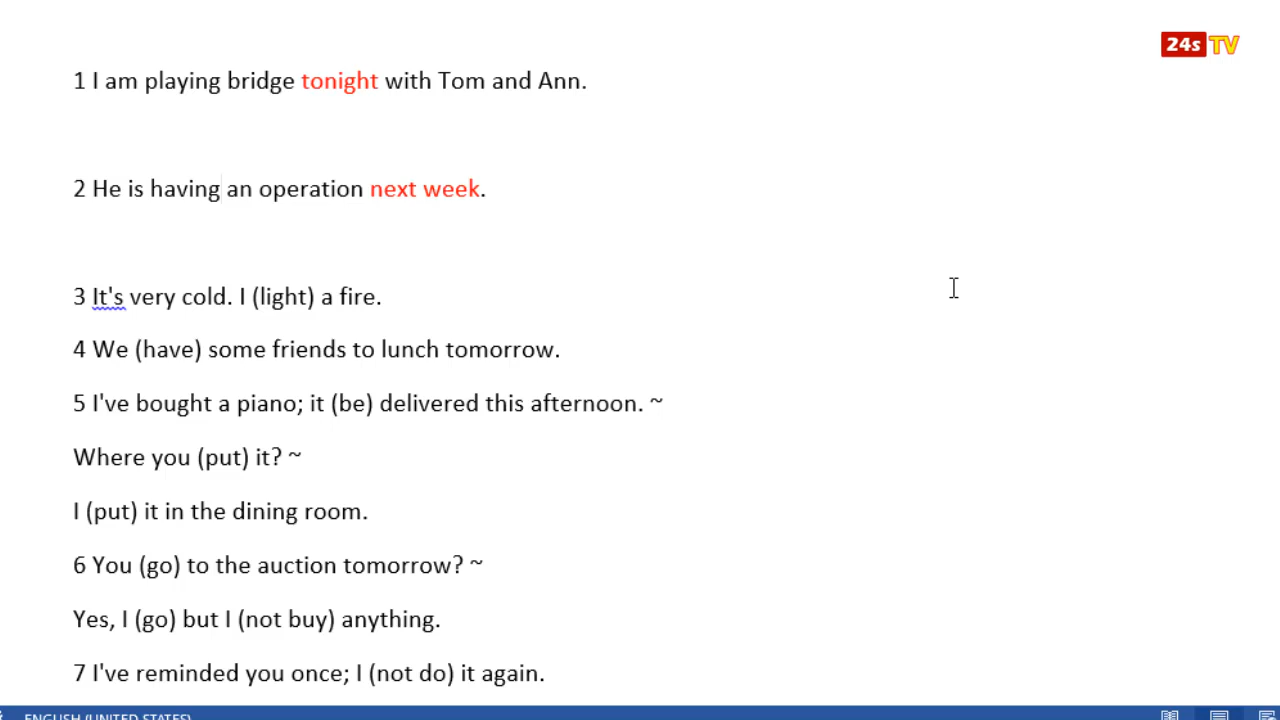 24s TV
1 I am playing bridge tonight with Tom and Ann.
2 He is having an operation next week.
3 It's very cold. I (light) a fire.
4 We (have) some friends to lunch tomorrow.
5 I've bought a piano; it (be) delivered this afternoon. ~
Where you (put) it? ~
I (put) it in the dining room.
6 You (go) to the auction tomorrow? ~
Yes, I (go) but I (not buy) anything.
7 I've reminded you once; I (not do) it again.
ENGLISH (UNITED STATES)